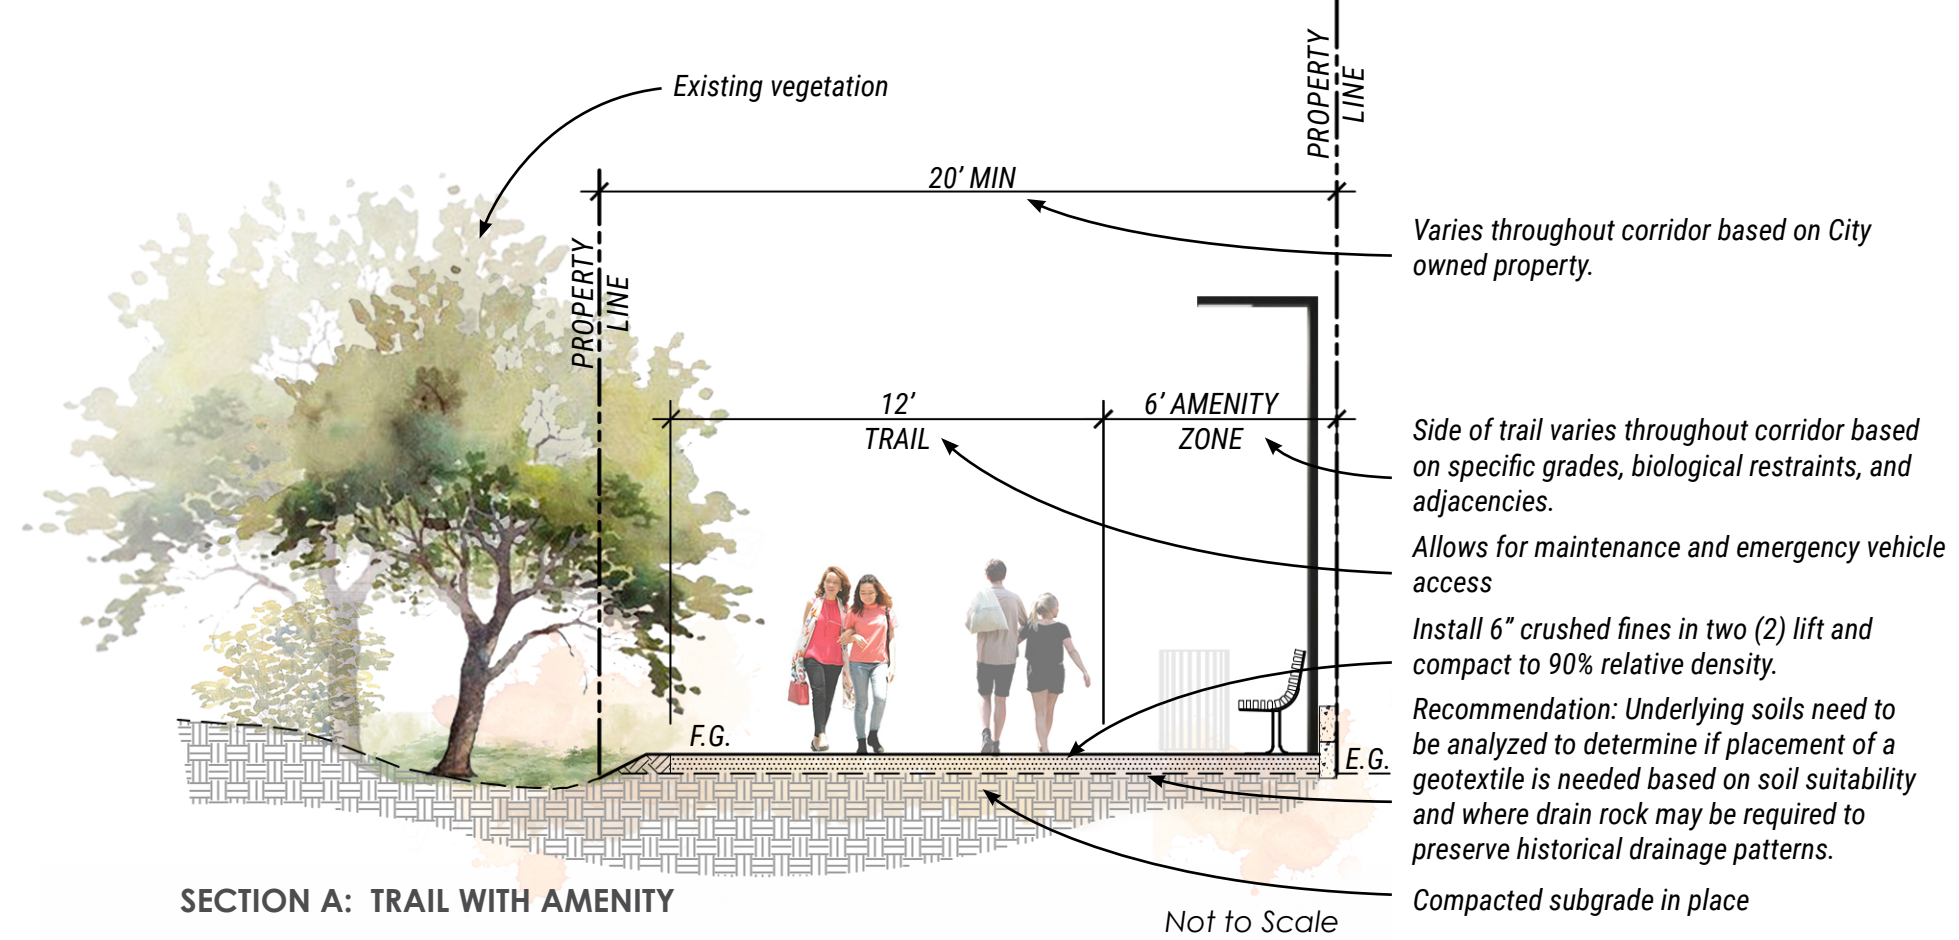 Existing vegetation
PROPERTY
LINE
20’ MIN
Varies throughout corridor based on City
owned property.
PROPERTY
LINE
12’
TRAIL
6’ AMENITY
ZONE
Side of trail varies throughout corridor based
on specific grades, biological restraints, and
adjacencies.
Allows for maintenance and emergency vehicle
access
Install 6” crushed fines in two (2) lift and
compact to 90% relative density.
F.G.
E.G.
Recommendation: Underlying soils need to
be analyzed to determine if placement of a
geotextile is needed based on soil suitability
and where drain rock may be required to
preserve historical drainage patterns.
Compacted subgrade in place
SECTION A: TRAIL WITH AMENITY
Not to Scale